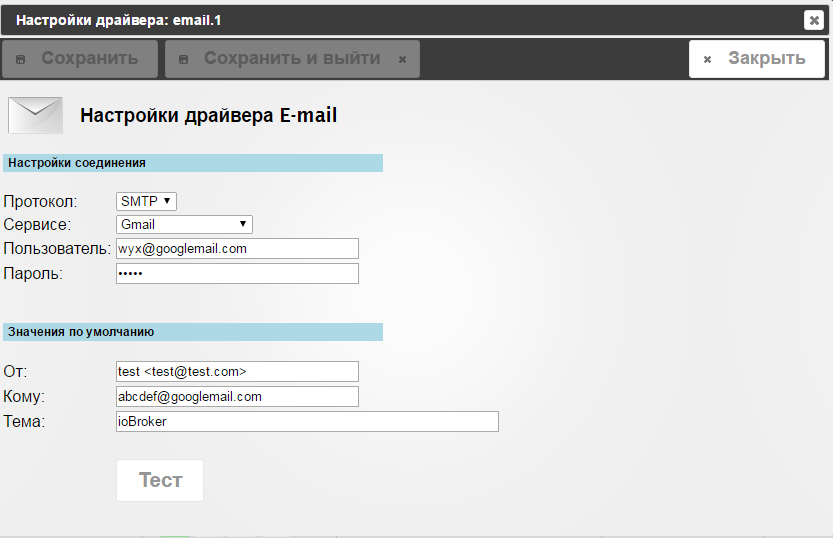 Настройки драйвера: email.1
Сохранить Сохранить и выйти Закрыть
Настройки драйвера E-mail
Настройки соединения
Протокол: SMTP
Сервисе: Gmail
Пользователь: wyx@googlemail.com
Пароль: •••••
Значения по умолчанию
От: test <test@test.com>
Кому: abcdef@googlemail.com
Тема: ioBroker
Тест